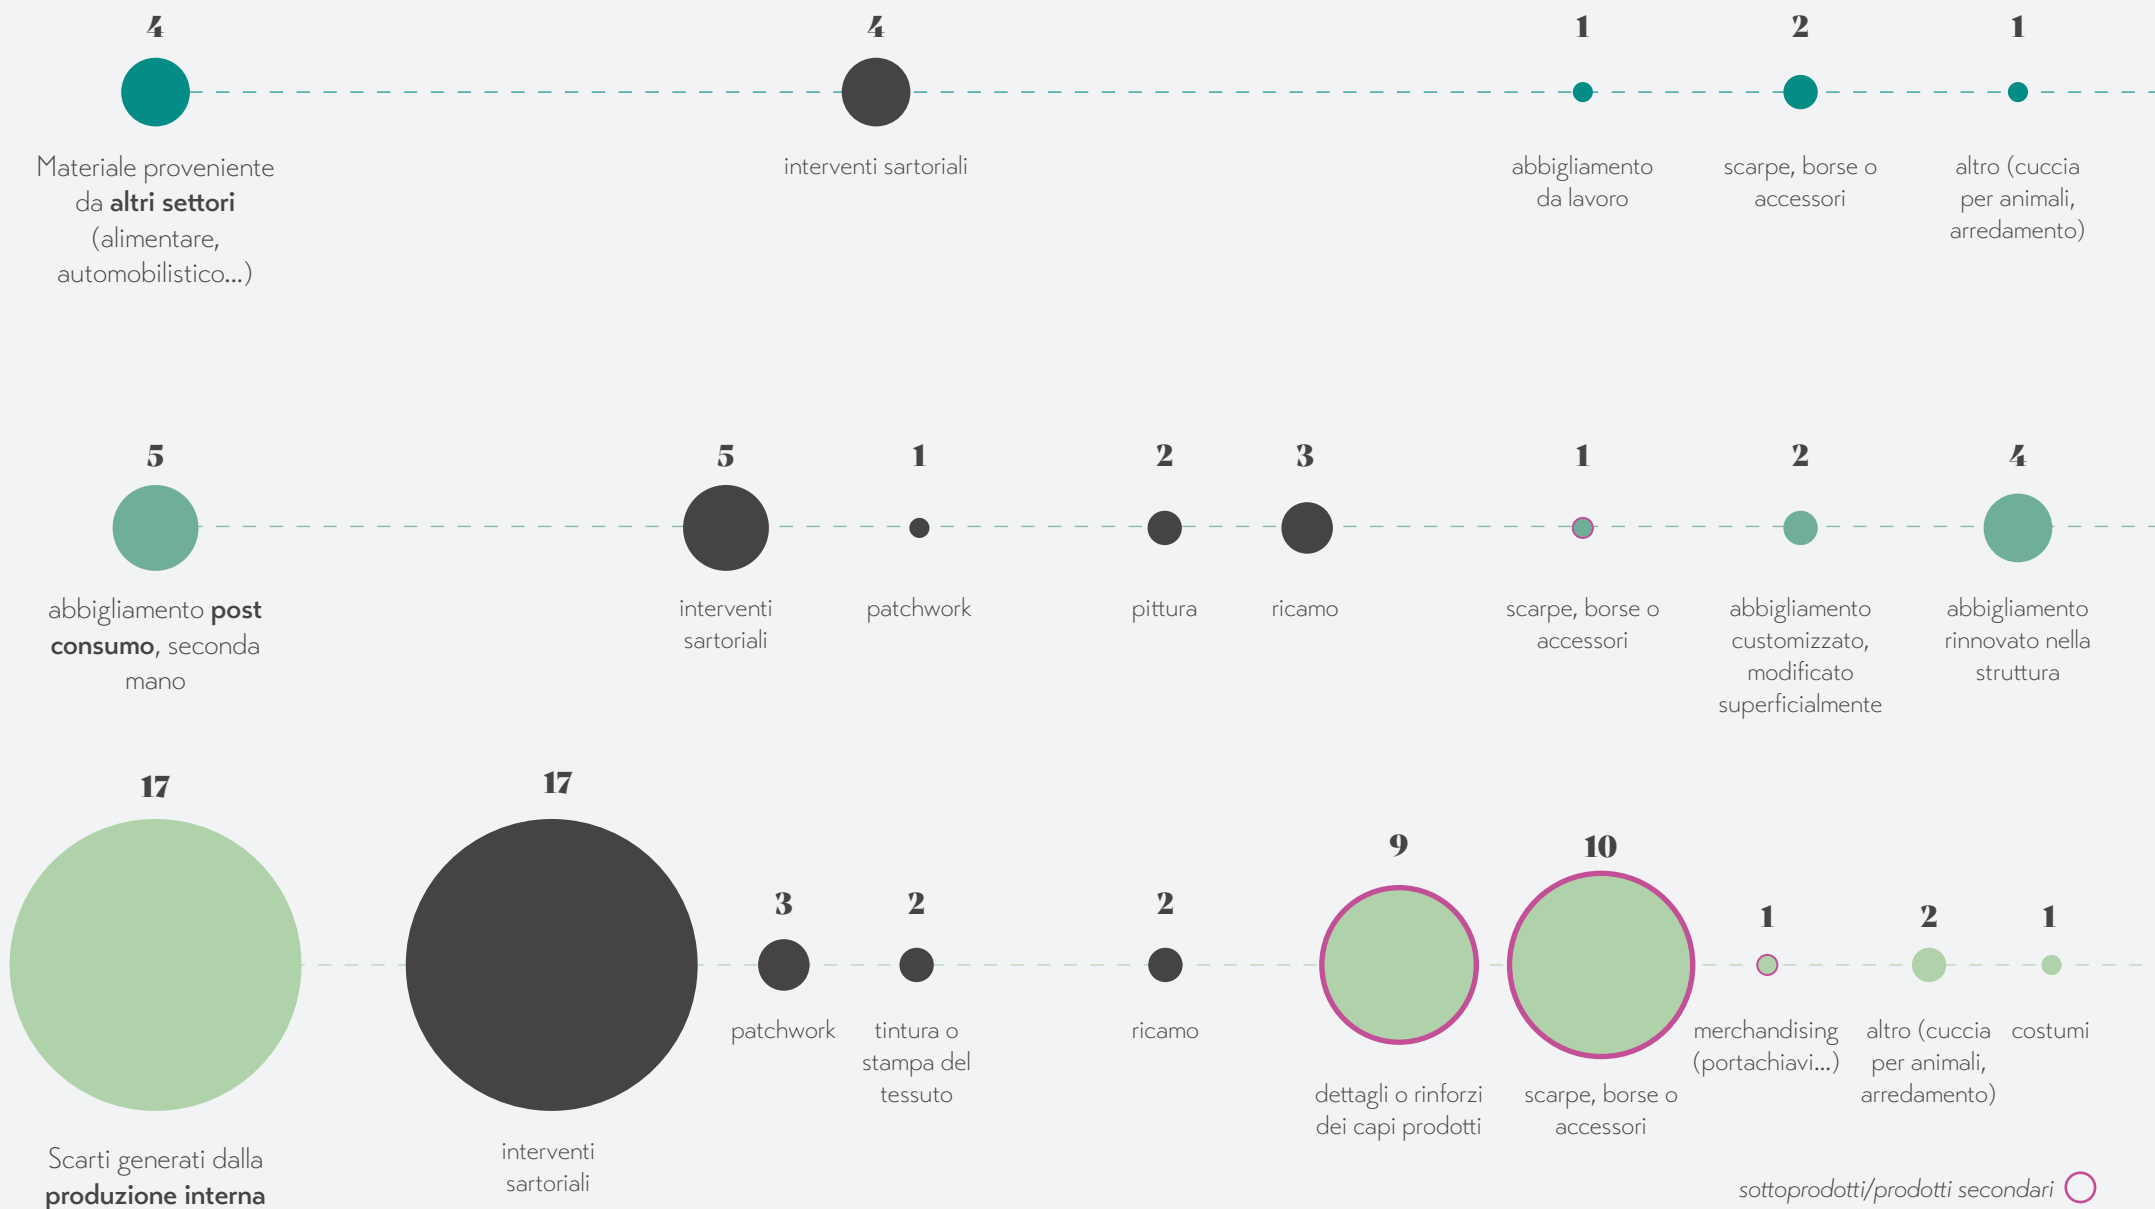 4
4
1
2
1
Materiale proveniente
da altri settori
(alimentare,
automobilistico...)
interventi sartoriali
abbigliamento
da lavoro
scarpe, borse o
accessori
altro (cuccia
per animali,
arredamento)
5
5
1
2
3
1
2
4
abbigliamento post
consumo, seconda
mano
interventi
sartoriali
patchwork
pittura
ricamo
scarpe, borse o
accessori
abbigliamento
customizzato,
modificato
superficialmente
abbigliamento
rinnovato nella
struttura
17
17
3
2
2
9
10
1
2
1
Scarti generati dalla
produzione interna
interventi
sartoriali
patchwork
tintura o
stampa del
tessuto
ricamo
dettagli o rinforzi
dei capi prodotti
scarpe, borse o
accessori
merchandising
(portachiavi...)
altro (cuccia
per animali,
arredamento)
costumi
sottoprodotti/prodotti secondari